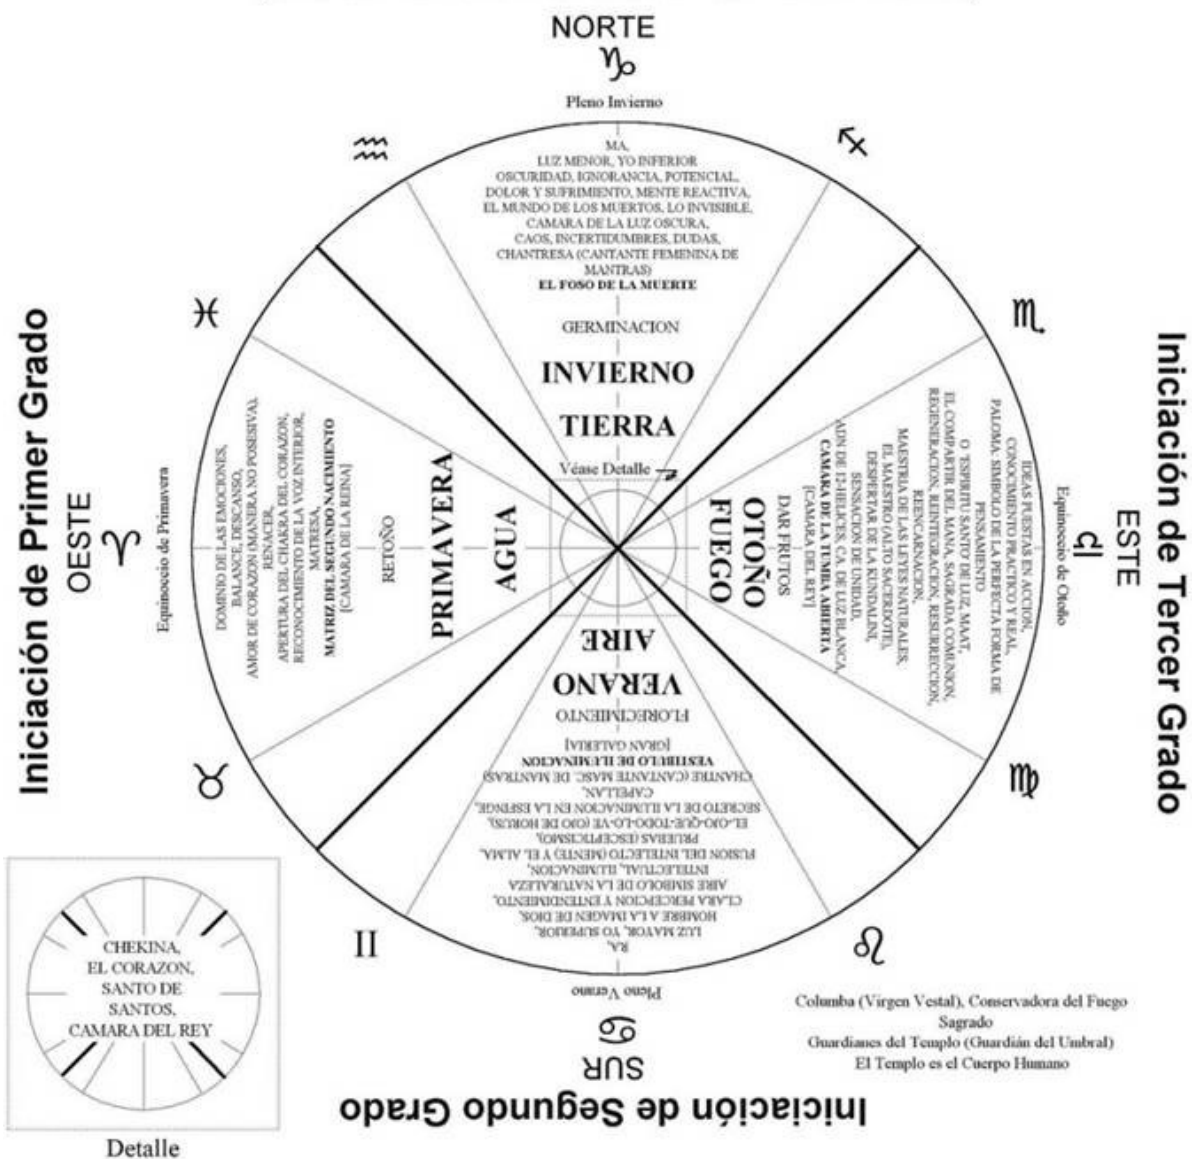 NORTE
♑
Pleno Invierno
♒
♐
MA,
LUZ MENOR, YO INFERIOR
OSCURIDAD, IGNORANCIA, POTENCIAL,
DOLOR Y SUFRIMIENTO, MENTE REACTIVA,
EL MUNDO DE LOS MUERTOS, LO INVISIBLE,
CAMARA DE LA LUZ OSCURA,
CAOS, INCERTIDUMBRES, DUDAS,
CHANTRESA (CANTANTE FEMENINA DE
MANTRAS)
EL FOSO DE LA MUERTE
GERMINACION
INVIERNO
TIERRA
Véase Detalle
♓
♏
Iniciación de Primer Grado
OESTE
♈
Equinoccio de Primavera
DOMINIO DE LAS EMOCIONES,
BALANCE, DESCANSO,
AMOR DE CORAZON (MANERA NO POSESIVA),
RENACER,
APERTURA DEL CHAKRA DEL CORAZON,
RECONOCIMIENTO DE LA VOZ INTERIOR,
MATRESA,
MATRIZ DEL SEGUNDO NACIMIENTO
[CAMARA DE LA REINA]
RETOÑO
PRIMAVERA
AGUA
Iniciación de Tercer Grado
ESTE
♎
Equinoccio de Otoño
IDEAS PUESTAS EN ACCION,
CONOCIMIENTO PRACTICO Y REAL,
PALOMA: SIMBOLO DE LA PERFECTA FORMA DE
PENSAMIENTO
O 'ESPIRITU SANTO' DE LUZ, MAAT,
EL COMPARTIR DEL MANA, SAGRADA COMUNION,
REGENERACION, REINTEGRACION, RESURRECCION,
REENCARNACION,
MAESTRIA DE LAS LEYES NATURALES,
EL MAESTRO (ALTO SACERDOTE),
DESPERTAR DE LA KUNDALINI,
SENSACION DE UNIDAD,
ADN DE 12-HELICES, CA. DE LUZ BLANCA,
CAMARA DE LA TUMBA ABIERTA
[CAMARA DEL REY]
DAR FRUTOS
OTOÑO
FUEGO
♉
♍
Iniciación de Segundo Grado
SUR
♋
Pleno Verano
RA,
LUZ MAYOR, YO SUPERIOR,
HOMBRE A LA IMAGEN DE DIOS,
CLARA PERCEPCION Y ENTENDIMIENTO,
AIRE SIMBOLO DE LA NATURALEZA
INTELECTUAL, ILUMINACION,
FUSION DEL INTELECTO (MENTE) Y EL ALMA,
PRUEBAS (ESCEPTICISMO),
EL-OJO-QUE-TODO-LO-VE (OJO DE HORUS),
SECRETO DE LA ILUMINACION EN LA ESFINGE,
CAPELLAN,
CHANTRE (CANTANTE MASC. DE MANTRAS)
VESTIBULO DE ILUMINACION
[GRAN GALERIA]
FLORECIMIENTO
VERANO
AIRE
♊
♌
CHEKINA,
EL CORAZON,
SANTO DE
SANTOS,
CAMARA DEL REY
Detalle
Columba (Virgen Vestal), Conservadora del Fuego
Sagrado
Guardianes del Templo (Guardián del Umbral)
El Templo es el Cuerpo Humano